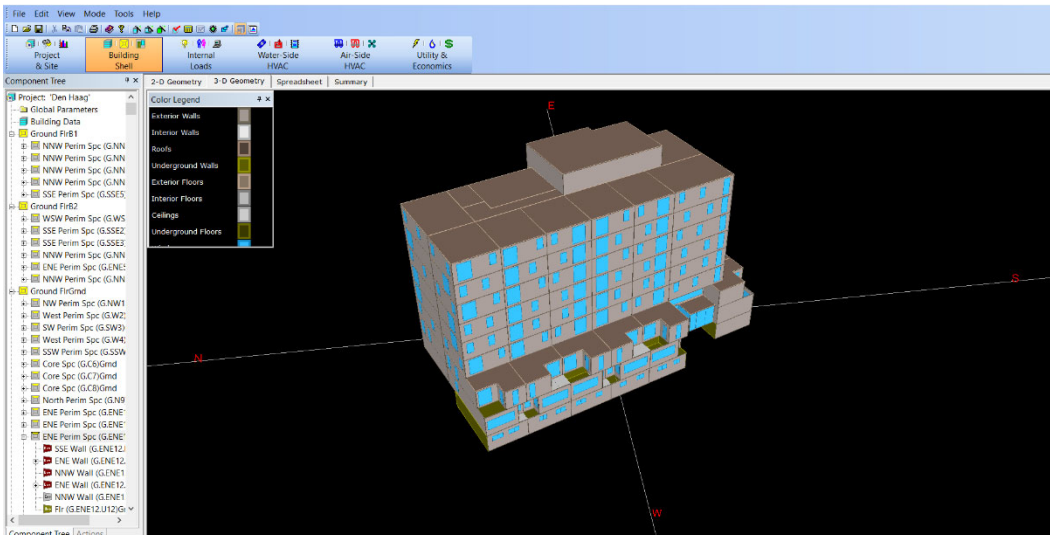 File Edit View Mode Tools Help
Project & Site
Building Shell
Internal Loads
Water-Side HVAC
Air-Side HVAC
Utility & Economics
Component Tree
2-D Geometry 3-D Geometry Spreadsheet Summary
Project: 'Den Haag'
Global Parameters
Building Data
Ground FlrB1
NNW Perim Spc (G.NN
NNW Perim Spc (G.NN
NNW Perim Spc (G.NN
NNW Perim Spc (G.NN
SSE Perim Spc (G.SSE5
Ground FlrB2
WSW Perim Spc (G.WS
SSE Perim Spc (G.SSE2
SSE Perim Spc (G.SSE3
NNW Perim Spc (G.NN
ENE Perim Spc (G.ENE5
NNW Perim Spc (G.NN
Ground FlrGrnd
NW Perim Spc (G.NW1
West Perim Spc (G.W2)
SW Perim Spc (G.SW3)
West Perim Spc (G.W4)
SSW Perim Spc (G.SSW
Core Spc (G.C6)Grnd
Core Spc (G.C7)Grnd
Core Spc (G.C8)Grnd
North Perim Spc (G.N9
ENE Perim Spc (G.ENE
ENE Perim Spc (G.ENE
ENE Perim Spc (G.ENE
SSE Wall (G.ENE12.
ENE Wall (G.ENE12.
NNW Wall (G.ENE1
ENE Wall (G.ENE12.
NNW Wall (G.ENE1
Flr (G.ENE12.U12)Gr
Component Tree Actions
Color Legend
Exterior Walls
Interior Walls
Roofs
Underground Walls
Exterior Floors
Interior Floors
Ceilings
Underground Floors
E
S
N
W